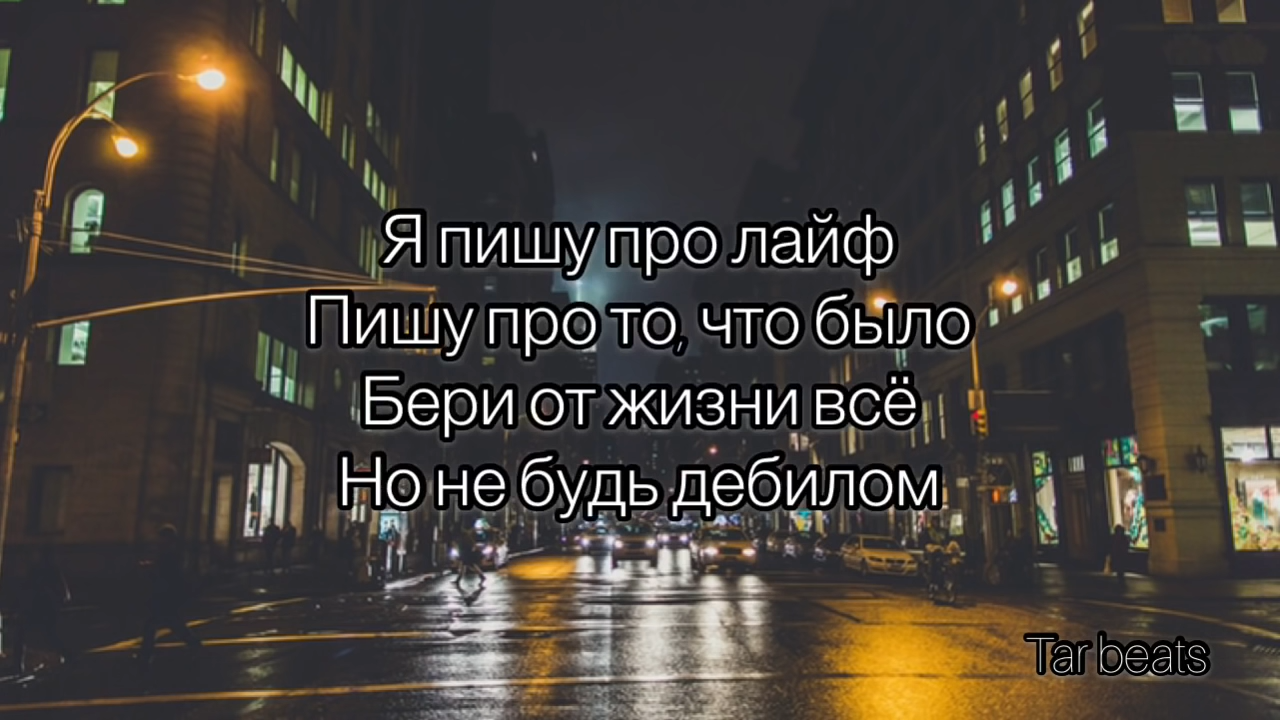 Я пишу про лайф
Пишу про то, что было
Бери от жизни всё
Но не будь дебилом
Tar beats